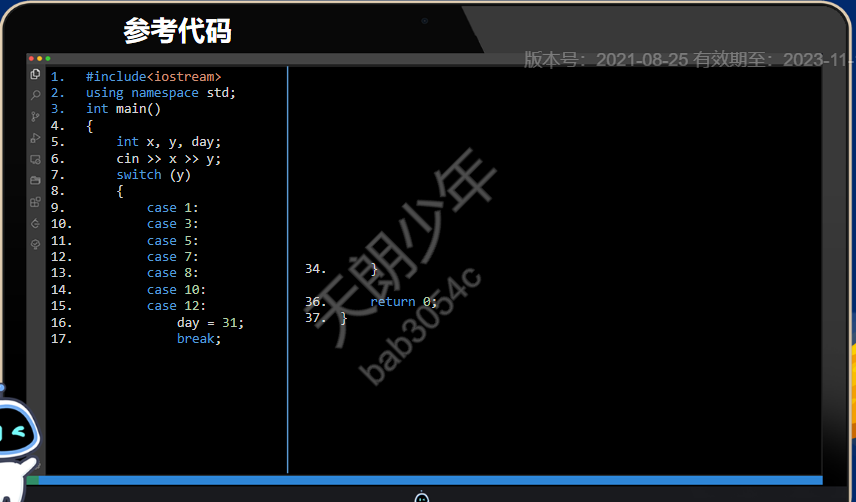 参考代码
版本号：2021-08-25 有效期至：2023-11-
1. #include<iostream>
2. using namespace std;
3. int main()
4. {
5. int x, y, day;
6. cin >> x >> y;
7. switch (y)
8. {
9. case 1:
10. case 3:
11. case 5:
12. case 7:
13. case 8:
14. case 10:
15. case 12:
16. day = 31;
17. break;
34. }
36. return 0;
37. }
天朗少年
bab3054c